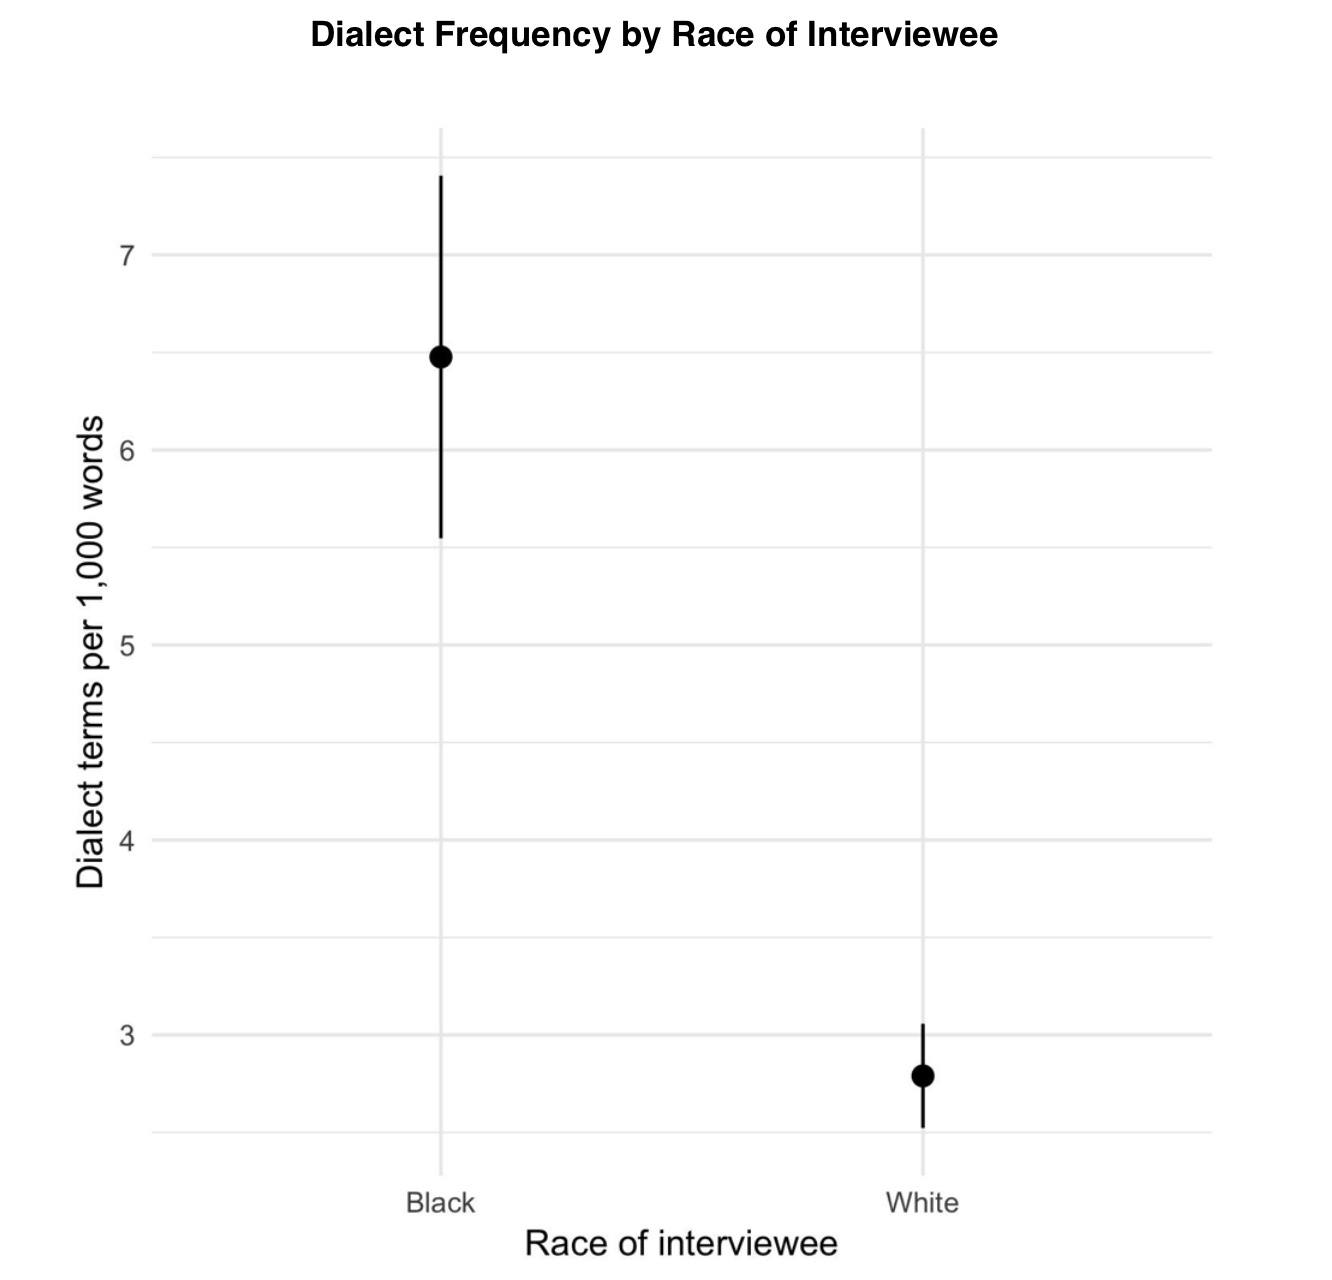 Dialect Frequency by Race of Interviewee
Dialect terms per 1,000 words
7
6
5
4
3
Black
White
Race of interviewee